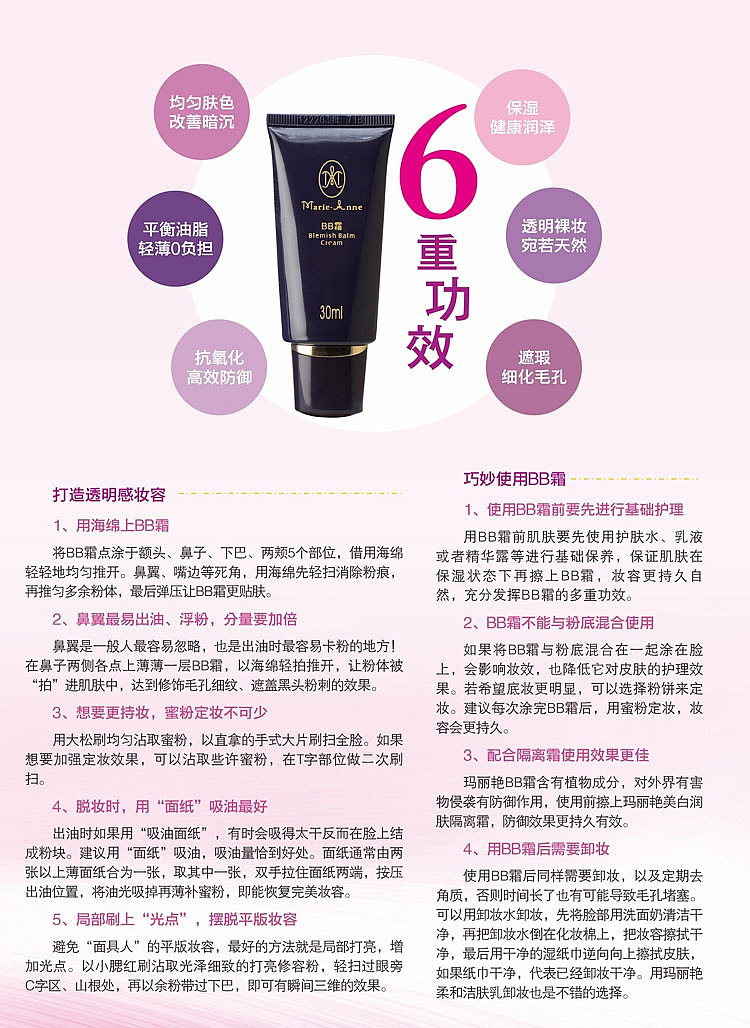 均匀肤色
改善暗沉
平衡油脂
轻薄0负担
抗氧化
高效防御
Marie·Anne
BB霜
Blemish Balm
Cream
30ml
6
重
功
效
保湿
健康润泽
透明裸妆
宛若天然
遮瑕
细化毛孔
打造透明感妆容
1、用海绵上BB霜
将BB霜点涂于额头、鼻子、下巴、两颊5个部位，借用海绵
轻轻地均匀推开。鼻翼、嘴边等死角，用海绵先轻扫消除粉痕，
再推匀多余粉体，最后弹压让BB霜更贴肤。
2、鼻翼最易出油、浮粉，分量要加倍
鼻翼是一般人最容易忽略，也是出油时最容易卡粉的地方！
在鼻子两侧各点上薄薄一层BB霜，以海绵轻拍推开，让粉体被
“拍”进肌肤中，达到修饰毛孔细纹、遮盖黑头粉刺的效果。
3、想要更持妆，蜜粉定妆不可少
用大松刷均匀沾取蜜粉，以直拿的手式大片刷扫全脸。如果
想要加强定妆效果，可以沾取些许蜜粉，在T字部位做二次刷
扫。
4、脱妆时，用“面纸”吸油最好
出油时如果用“吸油面纸”，有时会吸得太干反而在脸上结
成粉块。建议用“面纸”吸油，吸油量恰到好处。面纸通常由两
张以上薄面纸合为一张，取其中一张，双手拉住面纸两端，按压
出油位置，将油光吸掉再薄补蜜粉，即能恢复完美妆容。
5、局部刷上“光点”，摆脱平版妆容
避免“面具人”的平版妆容，最好的方法就是局部打亮，增
加光点。以小腮红刷沾取光泽细致的打亮修容粉，轻扫过眼旁
C字区、山根处，再以余粉带过下巴，即可有瞬间三维的效果。
巧妙使用BB霜
1、使用BB霜前要先进行基础护理
用BB霜前肌肤要先使用护肤水、乳液
或者精华露等进行基础保养，保证肌肤在
保湿状态下再擦上BB霜，妆容更持久自
然，充分发挥BB霜的多重功效。
2、BB霜不能与粉底混合使用
如果将BB霜与粉底混合在一起涂在脸
上，会影响妆效，也降低它对皮肤的护理效
果。若希望底妆更明显，可以选择粉饼来定
妆。建议每次涂完BB霜后，用蜜粉定妆，妆
容会更持久。
3、配合隔离霜使用效果更佳
玛丽艳BB霜含有植物成分，对外界有害
物侵袭有防御作用，使用前擦上玛丽艳美白润
肤隔离霜，防御效果更持久有效。
4、用BB霜后需要卸妆
使用BB霜后同样需要卸妆，以及定期去
角质，否则时间长了也有可能导致毛孔堵塞。
可以用卸妆水卸妆，先将脸部用洗面奶清洁干
净，再把卸妆水倒在化妆棉上，把妆容擦拭干
净，最后用干净的湿纸巾逆向向上擦拭皮肤，
如果纸巾干净，代表已经卸妆干净。用玛丽艳
柔和洁肤乳卸妆也是不错的选择。